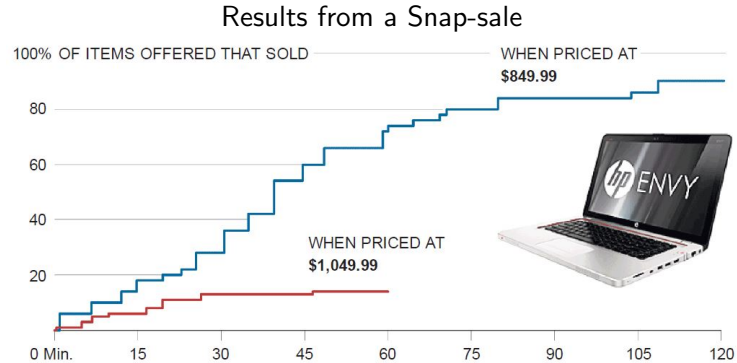 Results from a Snap-sale
100% OF ITEMS OFFERED THAT SOLD
WHEN PRICED AT
$849.99
80
60
40
20
WHEN PRICED AT
$1,049.99
hp ENVY
0 Min.
15
30
45
60
75
90
105
120